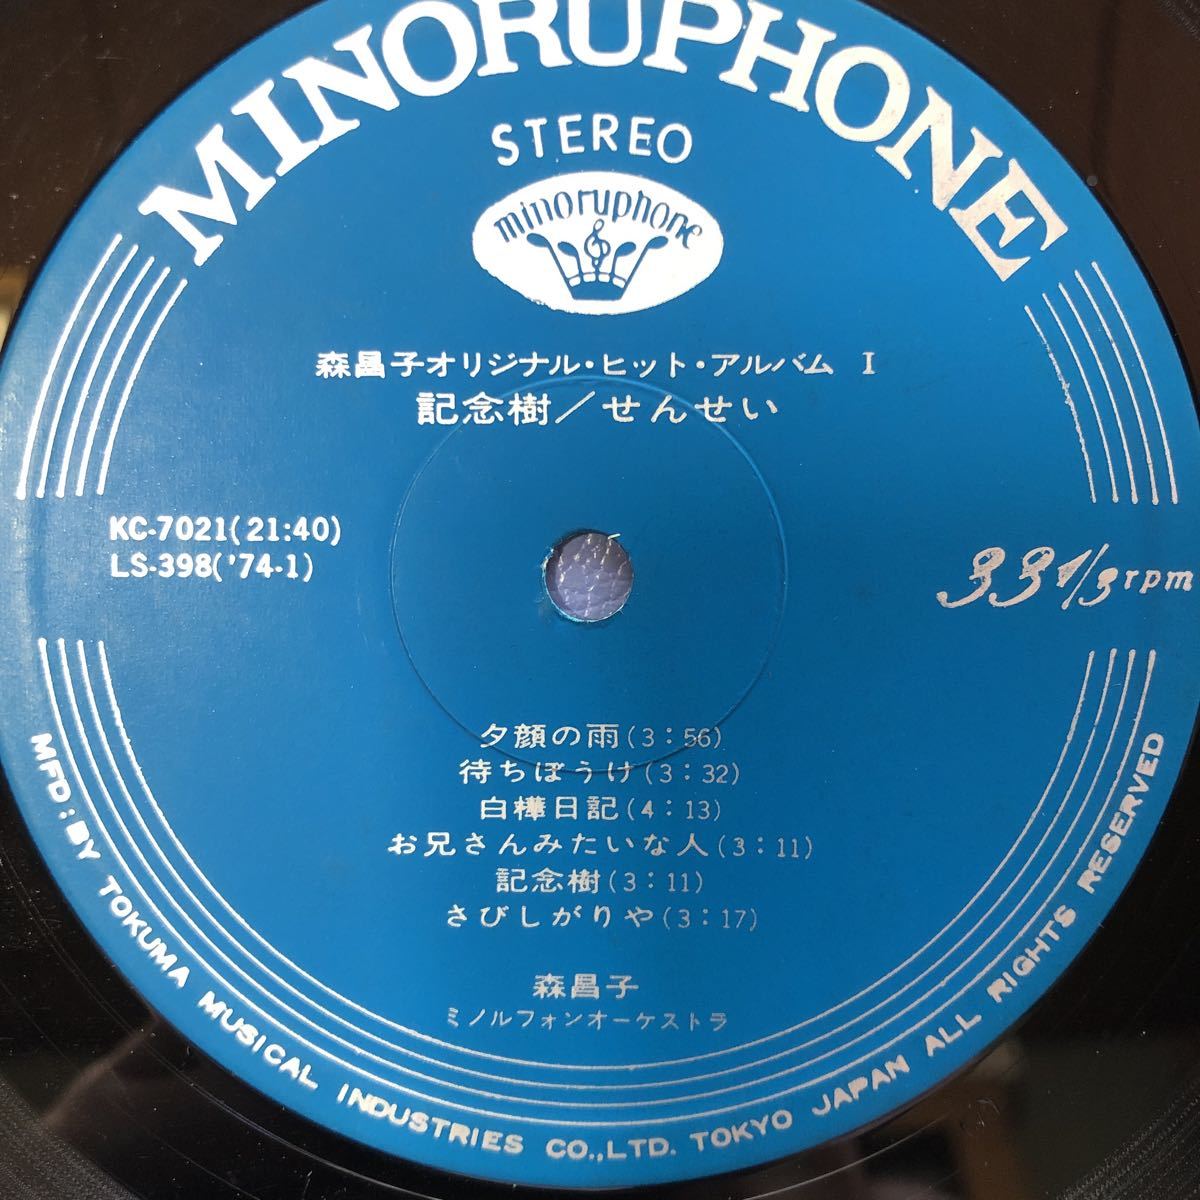 MINORUPHONE
STEREO
minoruphone
森昌子オリジナル・ヒット・アルバム I
記念樹/せんせい
KC-7021(21:40)
LS-398('74-1)
33 1/3 rpm
夕顔の雨(3:56)
待ちぼうけ(3:32)
白樺日記(4:13)
お兄さんみたいな人(3:11)
記念樹(3:11)
さびしがりや(3:17)
森昌子
ミノルフォンオーケストラ
MFD:BY TOKUMA MUSICAL INDUSTRIES CO.,LTD. TOKYO JAPAN ALL RIGHTS RESERVED